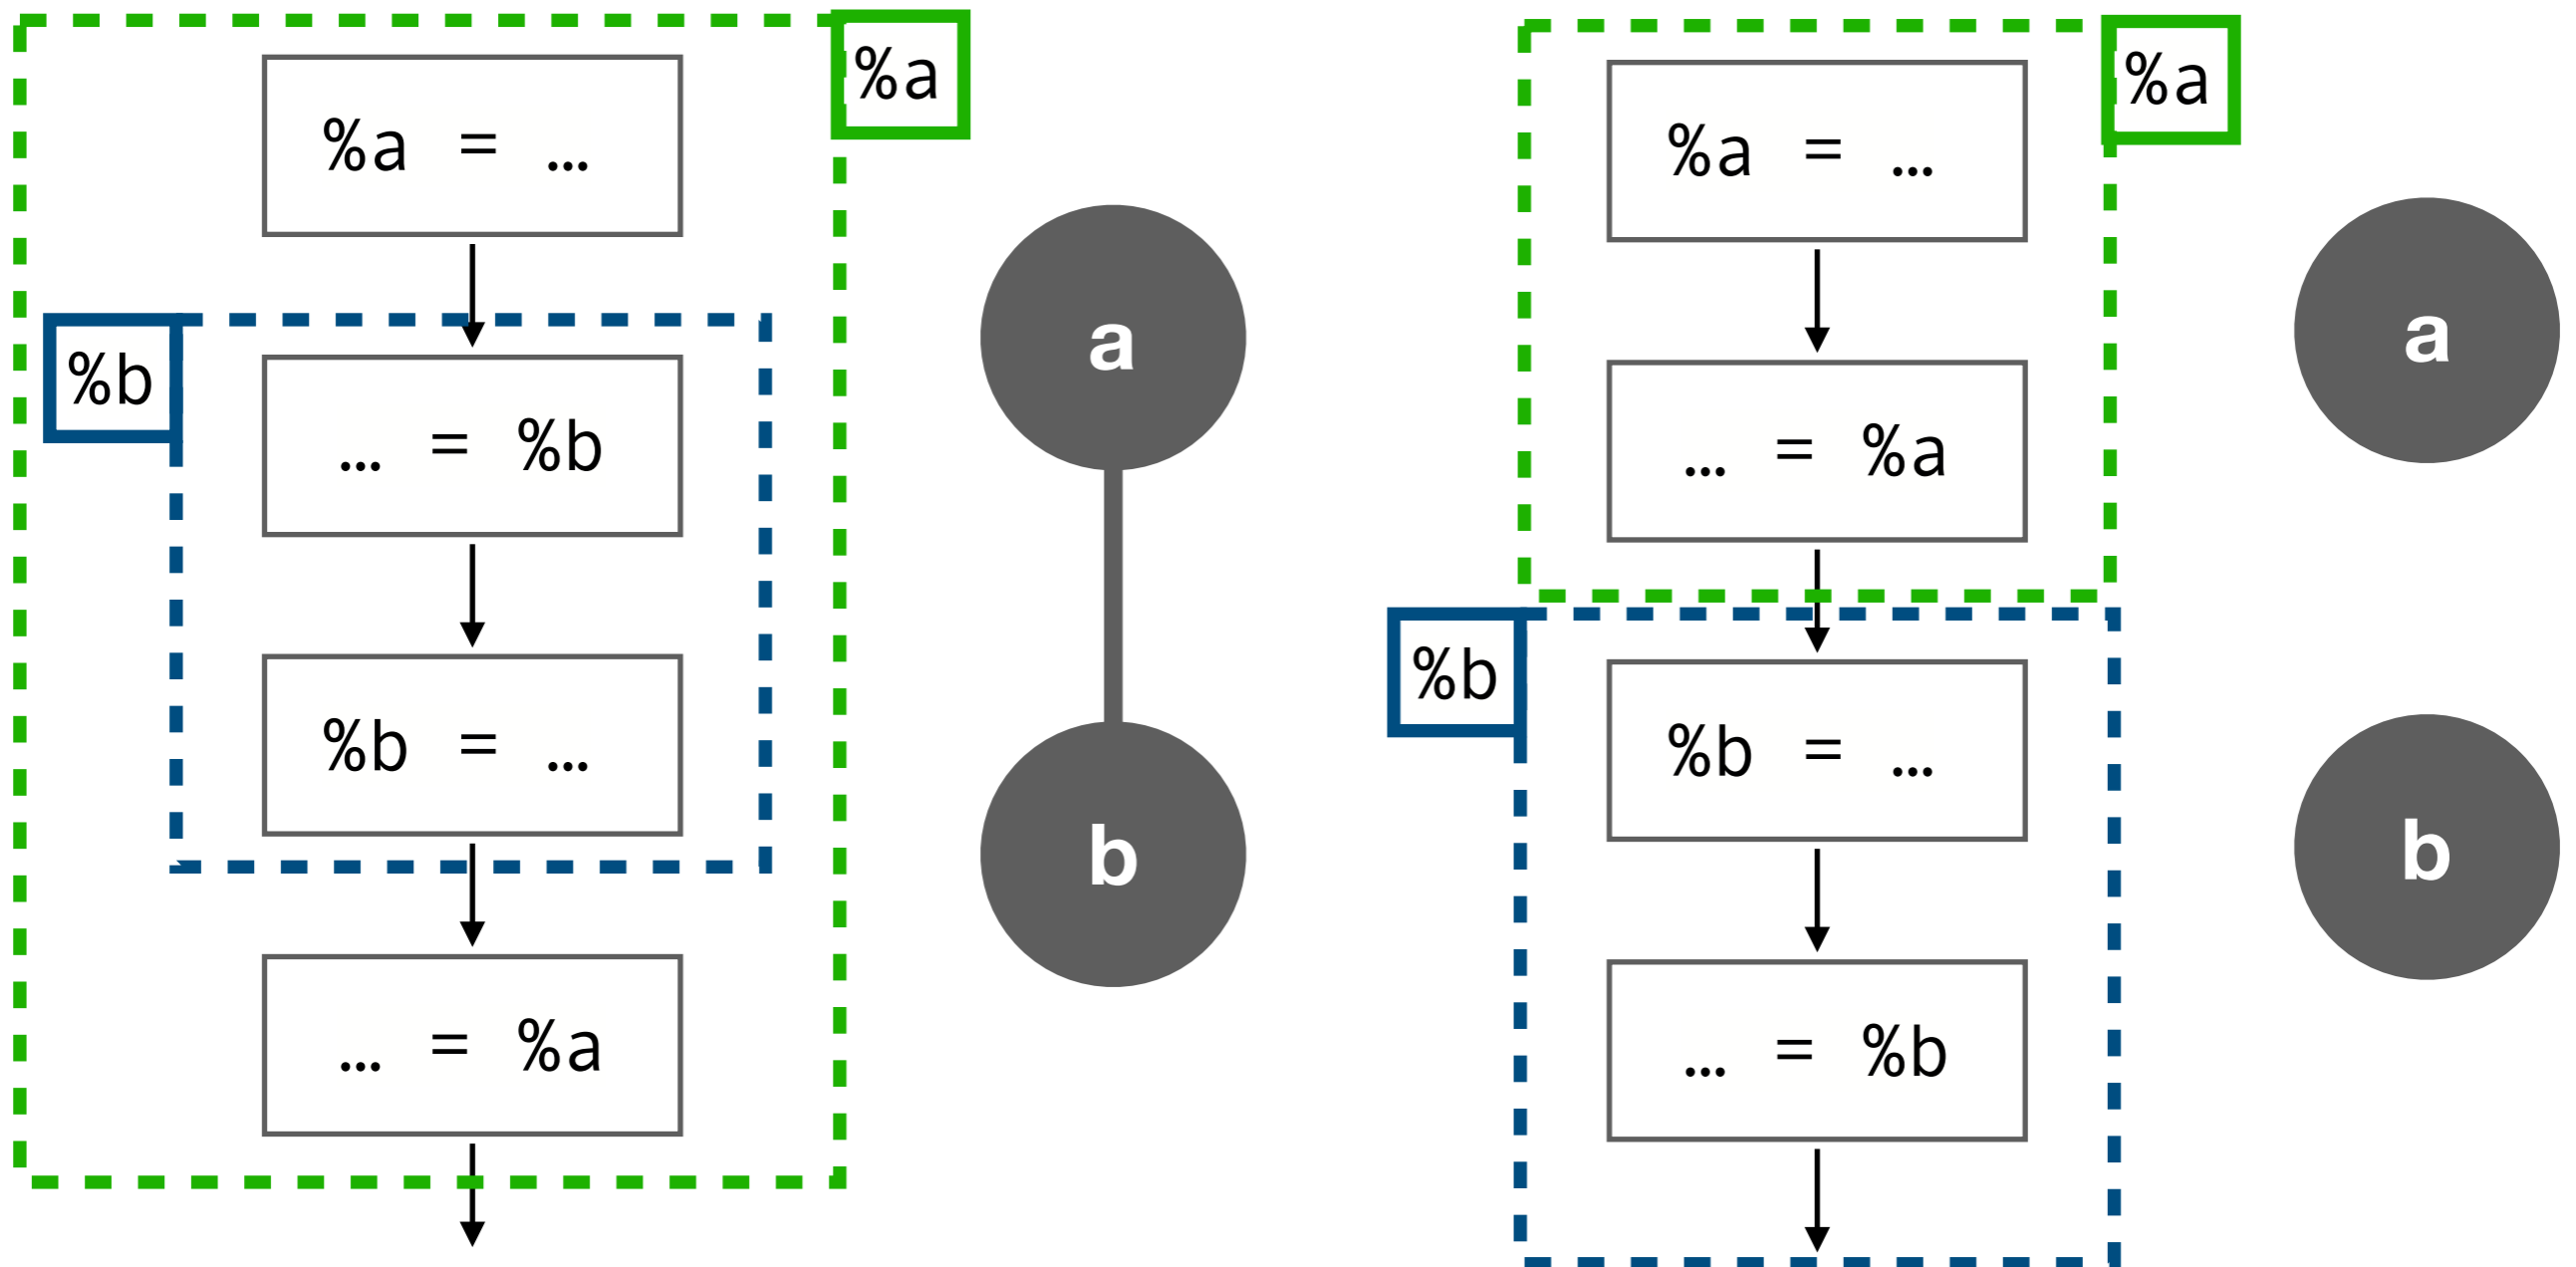 %a
%a = …
%b
… = %b
%b = …
… = %a
a
b
%a
%a = …
… = %a
%b
%b = …
… = %b
a
b